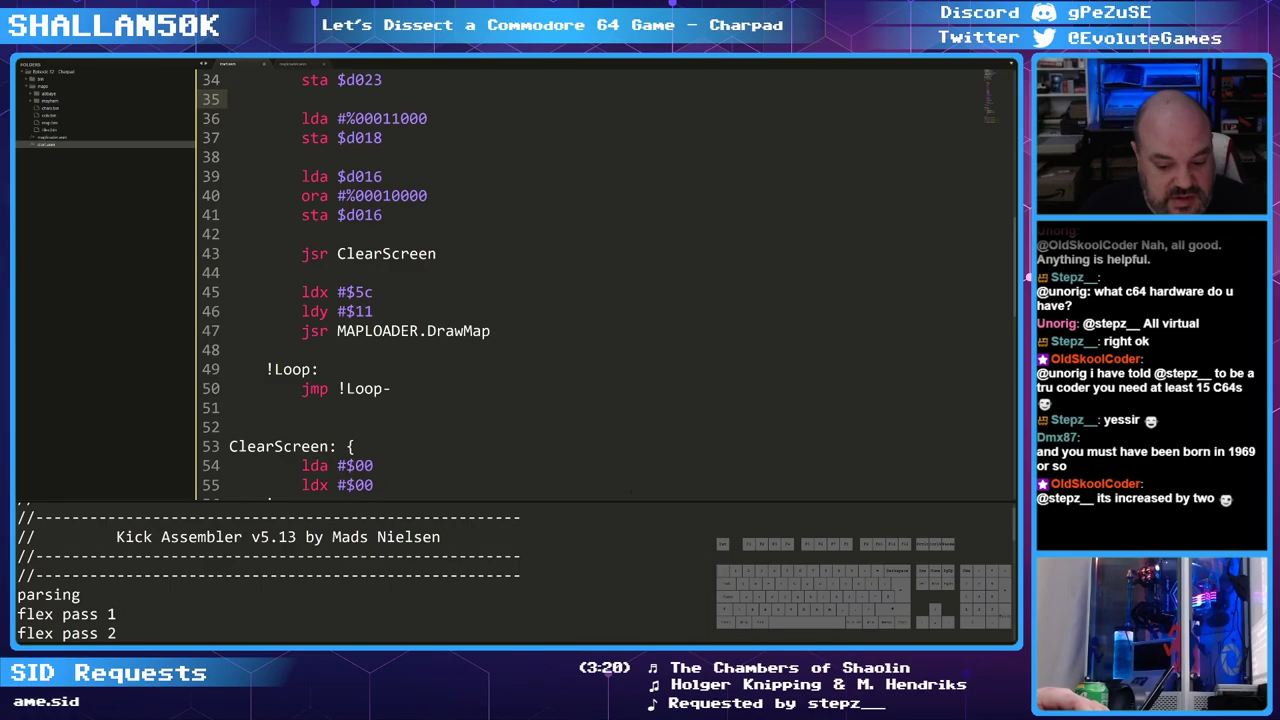 SHALLAN50K
Let's Dissect a Commodore 64 Game - Charpad
Discord gPeZuSE
Twitter @EvoluteGames
FOLDERS
34 sta $d023
35
36 lda #%00011000
37 sta $d018
38
39 lda $d016
40 ora #%00010000
41 sta $d016
42
43 jsr ClearScreen
44
45 ldx #$5c
46 ldy #$11
47 jsr MAPLOADER.DrawMap
48
49 !Loop:
50 jmp !Loop-
51
52
53 ClearScreen: {
54 lda #$00
55 ldx #$00
//------------------------------------------------------
// Kick Assembler v5.13 by Mads Nielsen
//------------------------------------------------------
//------------------------------------------------------
parsing
flex pass 1
flex pass 2
Unorig:
@OldSkoolCoder Nah, all good.
Anything is helpful.
Stepz__:
@unorig: what c64 hardware do u
have?
Unorig: @stepz__ All virtual
Stepz__: right ok
OldSkoolCoder:
@unorig i have told @stepz__ to be a
tru coder you need at least 15 C64s
Stepz__: yessir
Dmx87:
and you must have been born in 1969
or so
OldSkoolCoder:
@stepz__ its increased by two
SID Requests
ame.sid
(3:20) ♫ The Chambers of Shaolin
♫ Holger Knipping & M. Hendriks
♪ Requested by stepz__